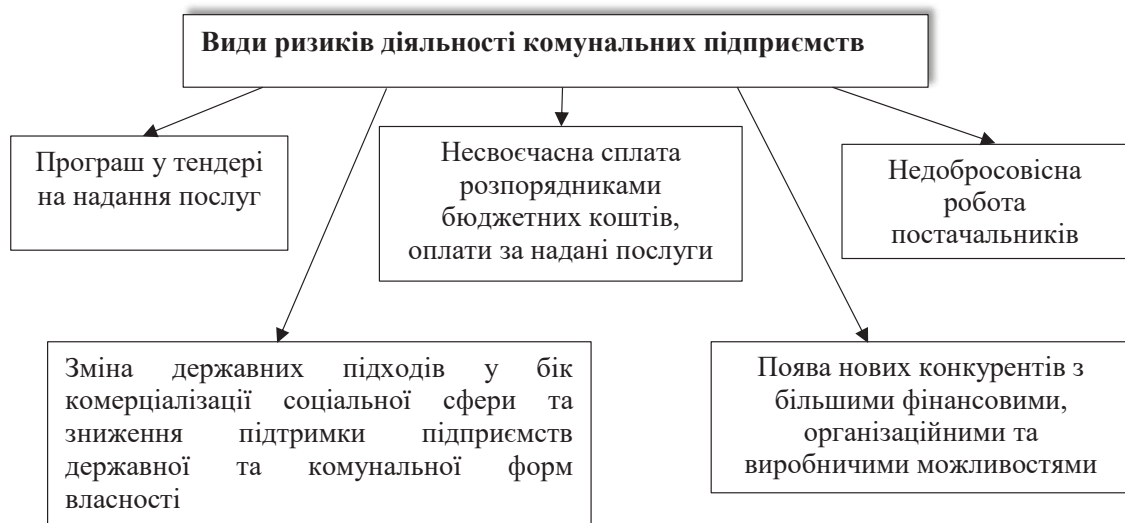 Види ризиків діяльності комунальних підприємств
Програш у тендері
на надання послуг
Несвоєчасна сплата
розпорядниками
бюджетних коштів,
оплати за надані послуги
Недобросовісна
робота
постачальників
Зміна державних підходів у бік
комерціалізації соціальної сфери та
зниження підтримки підприємств
державної та комунальної форм
власності
Поява нових конкурентів з
більшими фінансовими,
організаційними та
виробничими можливостями